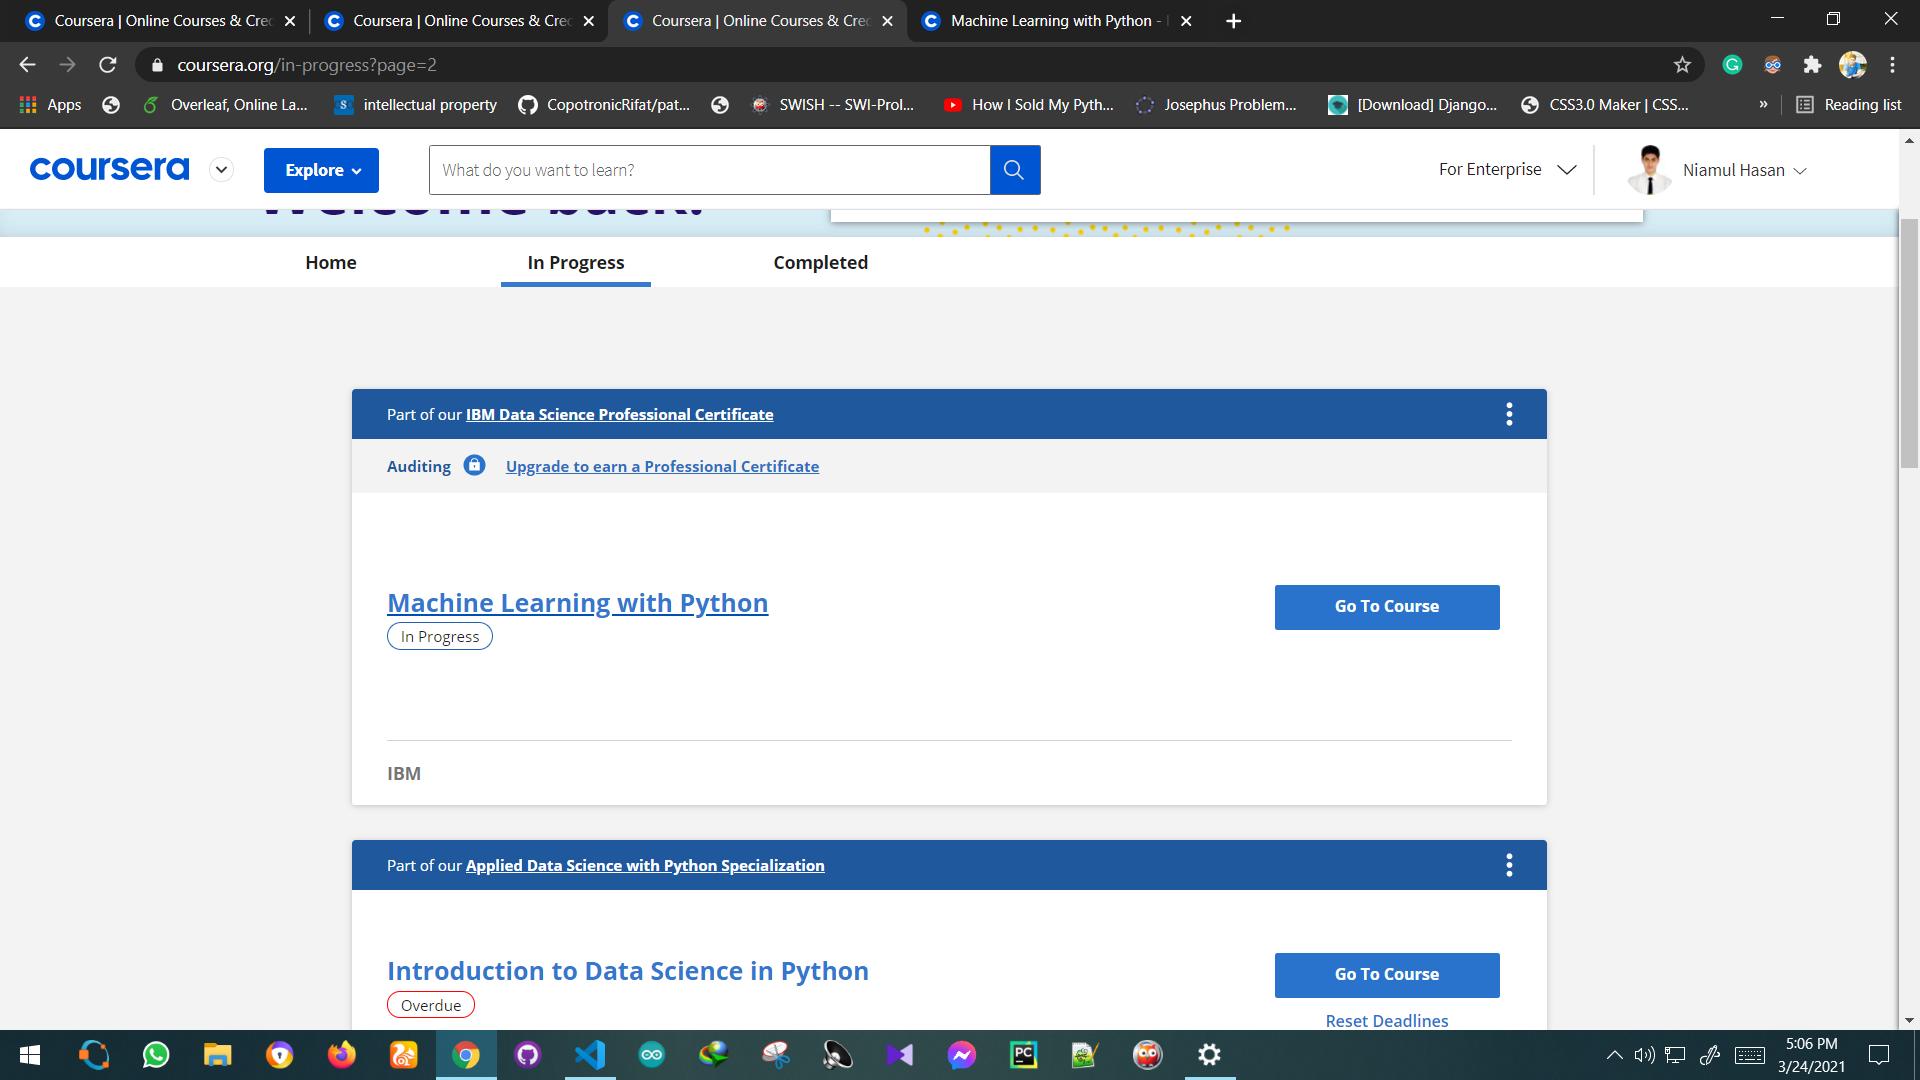 Coursera | Online Courses & Cred
Coursera | Online Courses & Cred
Coursera | Online Courses & Cred
Machine Learning with Python -
coursera.org/in-progress?page=2
Apps
Overleaf, Online La...
intellectual property
CopotronicRifat/pat...
SWISH -- SWI-Prol...
How I Sold My Pyth...
Josephus Problem...
[Download] Django...
CSS3.0 Maker | CSS...
»
Reading list
coursera
Explore
What do you want to learn?
For Enterprise
Niamul Hasan
Welcome back!
Home
In Progress
Completed
Part of our IBM Data Science Professional Certificate
Auditing
Upgrade to earn a Professional Certificate
Machine Learning with Python
Go To Course
In Progress
IBM
Part of our Applied Data Science with Python Specialization
Introduction to Data Science in Python
Go To Course
Overdue
Reset Deadlines
5:06 PM
3/24/2021